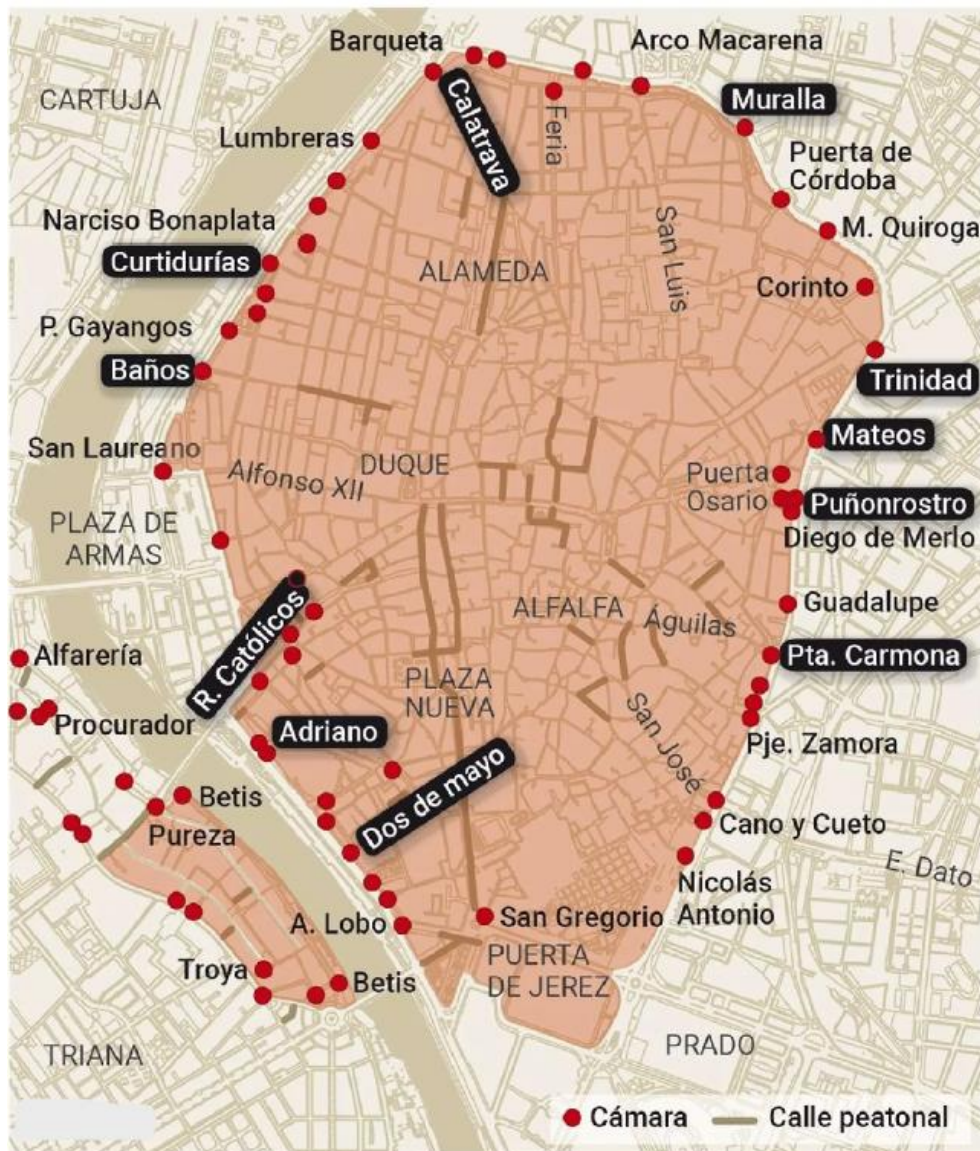 Barqueta
Arco Macarena
CARTUJA
Calatrava
Muralla
Feria
Lumbreras
Puerta de
Córdoba
Narciso Bonaplata
San Luis
M. Quiroga
Curtidurías
ALAMEDA
Corinto
P. Gayangos
Baños
Trinidad
San Laureano
Mateos
Alfonso XII
DUQUE
Puerta
Osario
Puñonrostro
PLAZA DE
ARMAS
Diego de Merlo
R. Católicos
ALFALFA
Águilas
Guadalupe
Alfarería
Pta. Carmona
PLAZA
NUEVA
Procurador
Adriano
San José
Pje. Zamora
Dos de mayo
Betis
Pureza
Cano y Cueto
E. Dato
Nicolás
Antonio
A. Lobo
San Gregorio
Troya
Betis
PUERTA
DE JEREZ
TRIANA
PRADO
Cámara
Calle peatonal